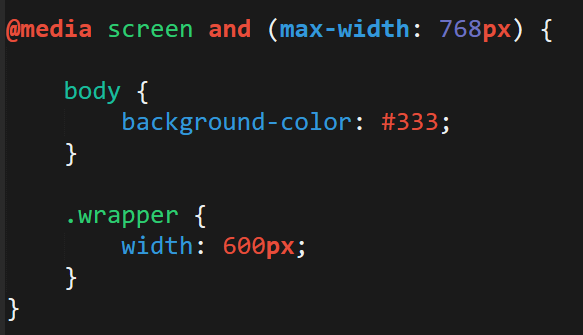 @media screen and (max-width: 768px) {
body {
background-color: #333;
}
.wrapper {
width: 600px;
}
}